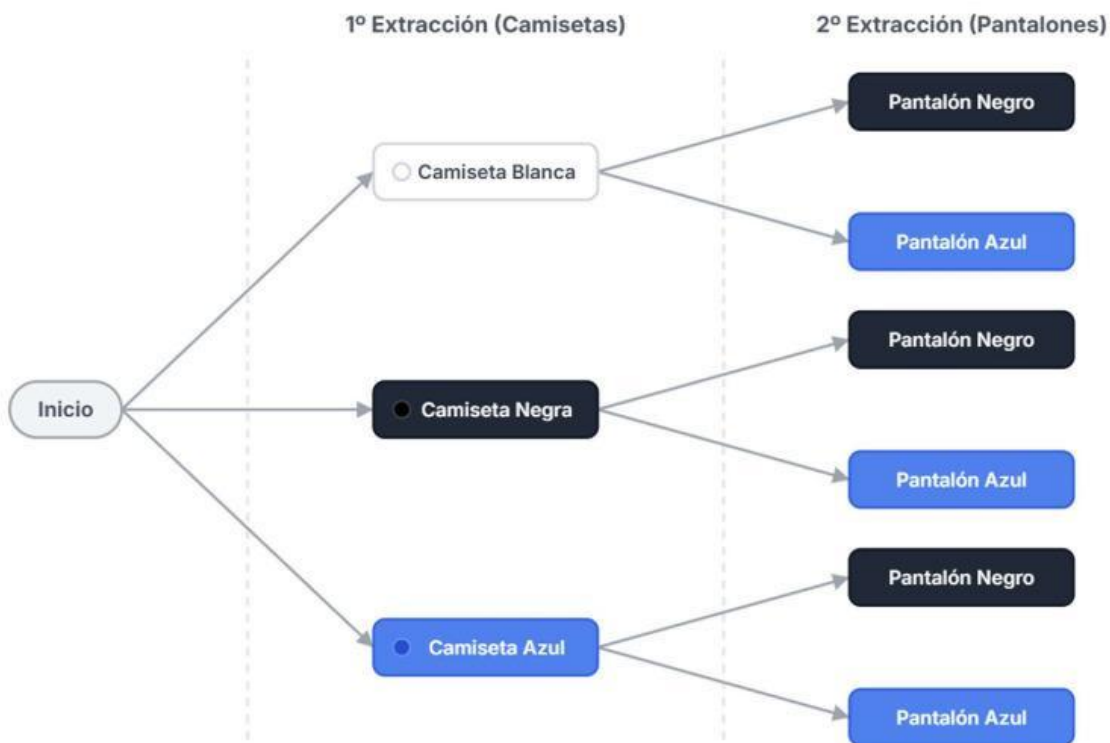 1º Extracción (Camisetas)
2º Extracción (Pantalones)
Pantalón Negro
Camiseta Blanca
Pantalón Azul
Pantalón Negro
Inicio
Camiseta Negra
Pantalón Azul
Pantalón Negro
Camiseta Azul
Pantalón Azul